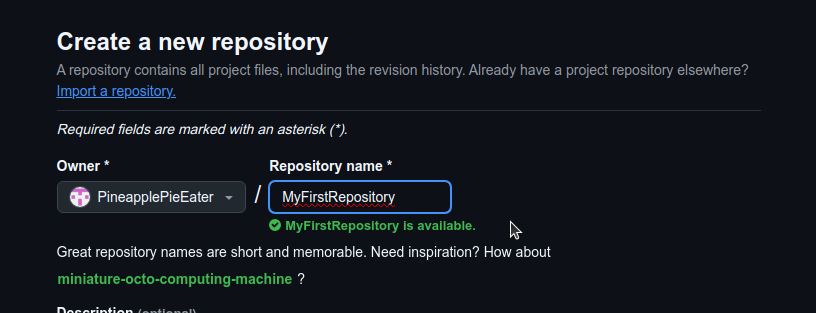 Create a new repository
A repository contains all project files, including the revision history. Already have a project repository elsewhere?
Import a repository.
Required fields are marked with an asterisk (*).
Owner * Repository name *
PineapplePieEater / MyFirstRepository
MyFirstRepository is available.
Great repository names are short and memorable. Need inspiration? How about
miniature-octo-computing-machine ?
Description (optional)